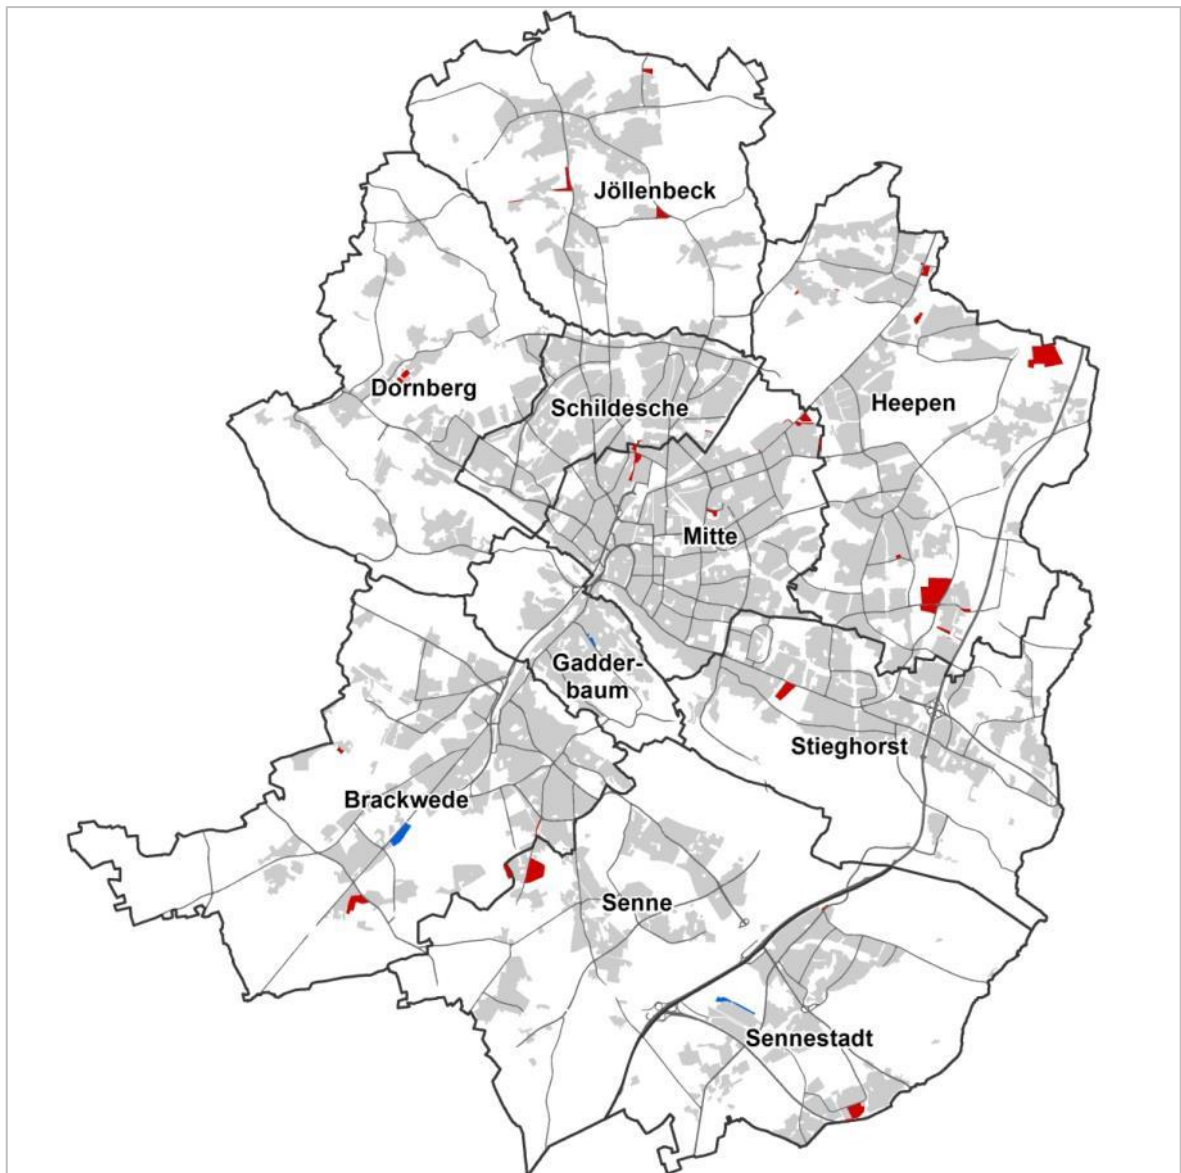 Jöllenbeck
Dornberg
Schildesche
Heepen
Mitte
Gadder-
baum
Stieghorst
Brackwede
Senne
Sennestadt